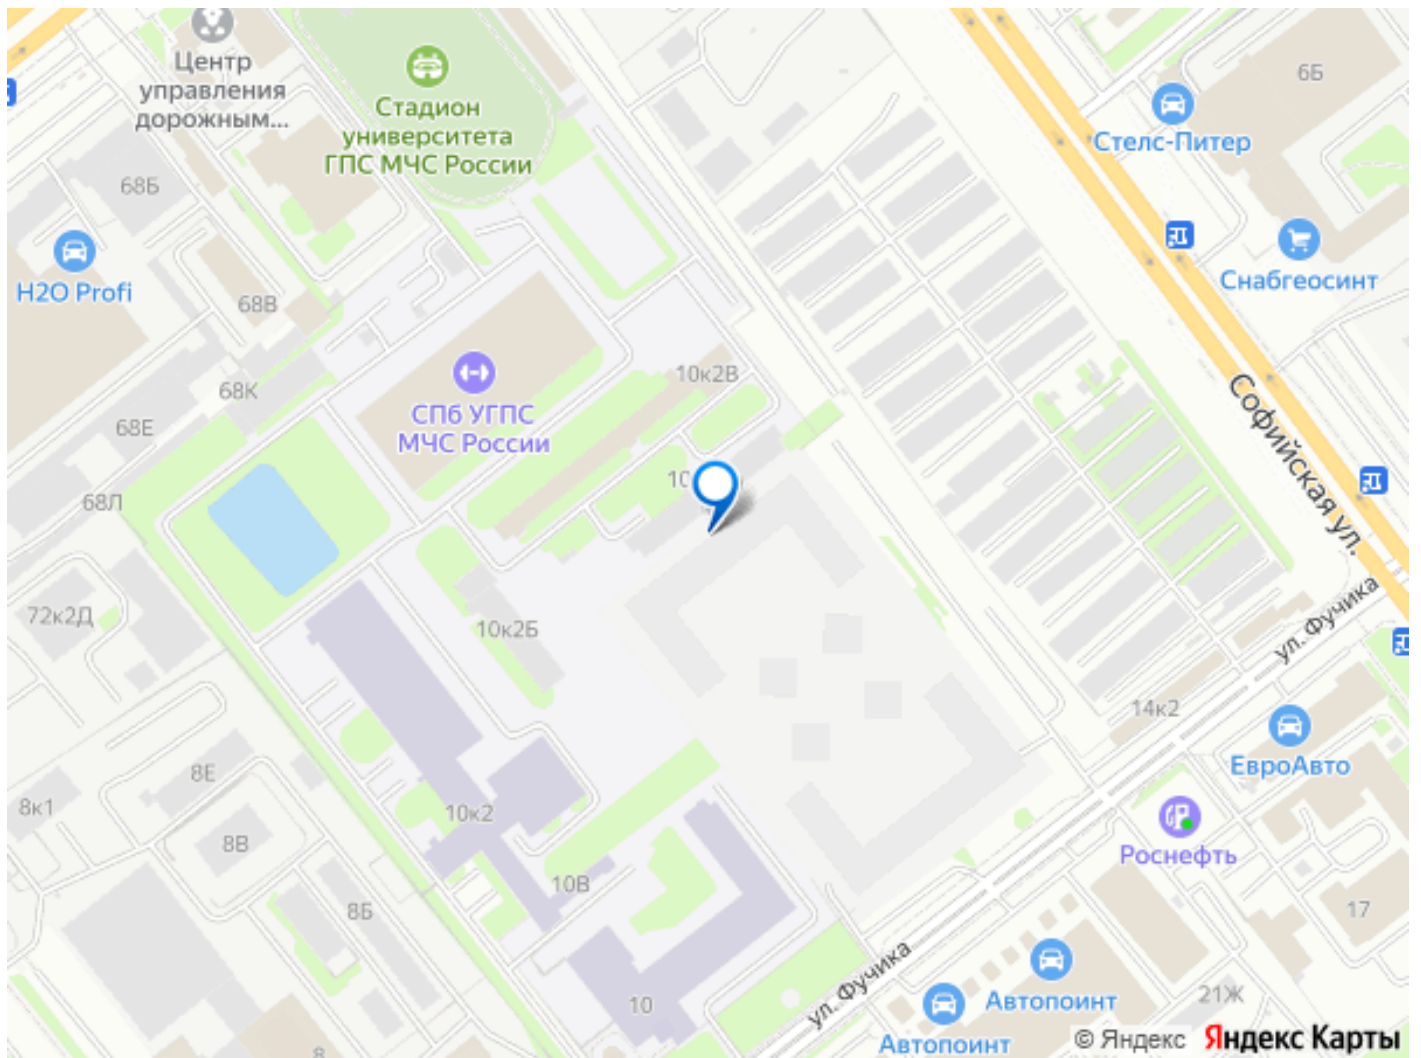 Центр
управления
дорожным...
Стадион
университета
ГПС МЧС России
6Б
Стелс-Питер
68Б
H2O Profi
68В
Снабгеосинт
СПб УГПС
МЧС России
10к2В
68К
68Е
68Л
Софийская ул.
72к2Д
10к2Б
ул. Фучика
14к2
ЕвроАвто
8Е
8к1
10к2
8В
Роснефть
10В
8Б
17
ул. Фучика
Автопоинт
21Ж
10
Автопоинт
8
© Яндекс Яндекс Карты